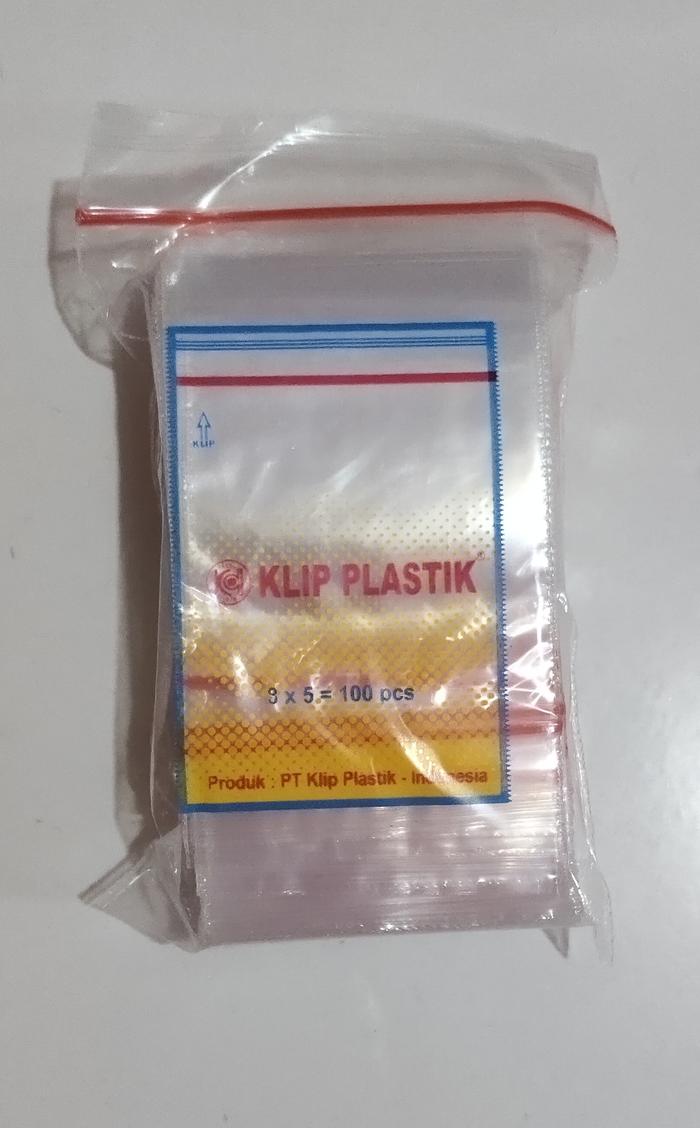 KLIP
KLIP PLASTIK®
8 x 5 = 100 pcs
Produk : PT Klip Plastik - Indonesia